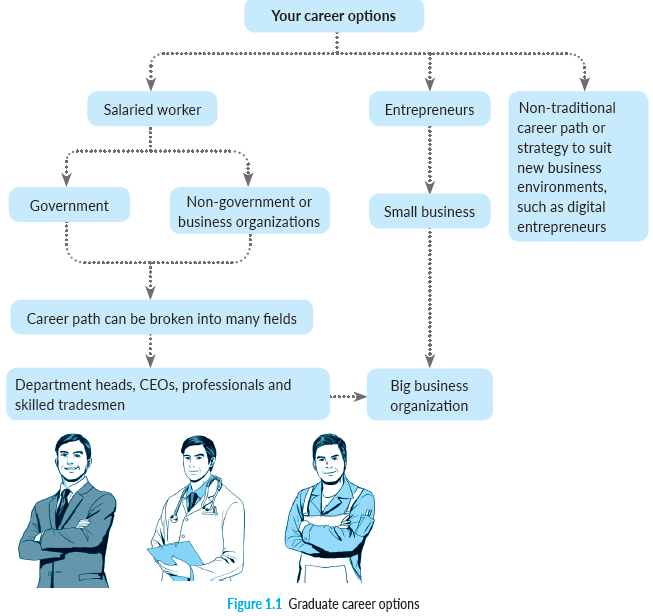 Your career options
Salaried worker
Entrepreneurs
Non-traditional
career path or
strategy to suit
new business
environments,
such as digital
entrepreneurs
Government
Non-government or
business organizations
Small business
Career path can be broken into many fields
Department heads, CEOs, professionals and
skilled tradesmen
Big business
organization
Figure 1.1 Graduate career options